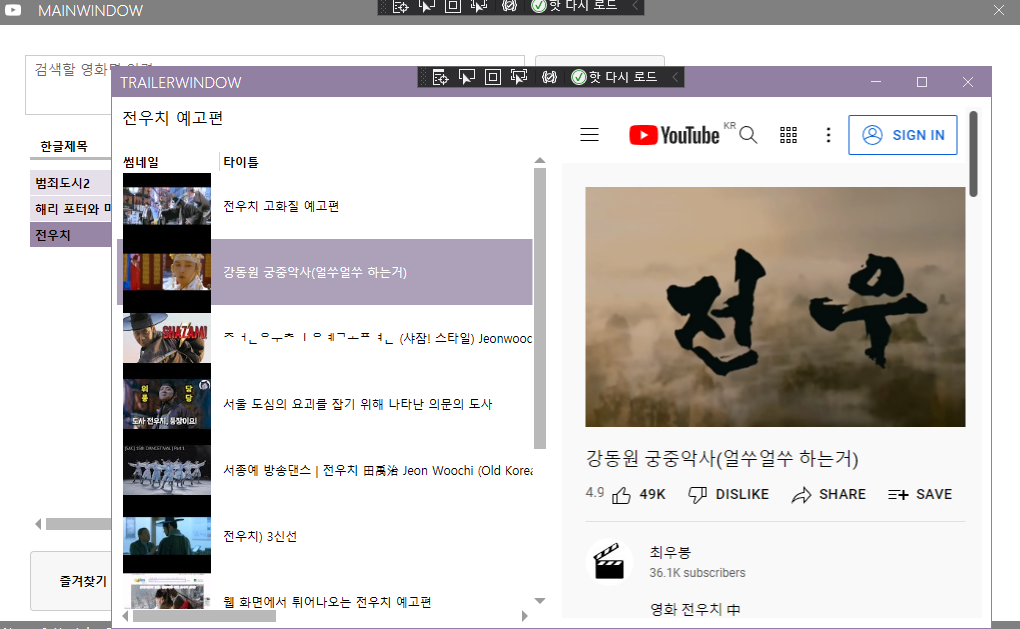 MAINWINDOW
핫 다시 로드
검색할 영화명
TRAILERWINDOW
핫 다시 로드
전우치 예고편
한글제목
범죄도시2
해리 포터와
전우치
즐겨찾기
썸네일 타이틀
전우치 고화질 예고편
강동원 궁중악사(얼쑤얼쑤 하는거)
SHAZAM!
전우치 예고편 (샤잠! 스타일) Jeonwooc
위풍 당당
도사 전우치, 등장이요!
서울 도심의 요괴를 잡기 위해 나타난 의문의 도사
서종예 방송댄스 | 전우치 田禹治 Jeon Woochi (Old Korea
전우치) 3신선
웹 화면에서 튀어나오는 전우치 예고편
YouTube KR
SIGN IN
전우
강동원 궁중악사(얼쑤얼쑤 하는거)
4.9 49K DISLIKE SHARE SAVE
최우봉
36.1K subscribers
영화 전우치 中